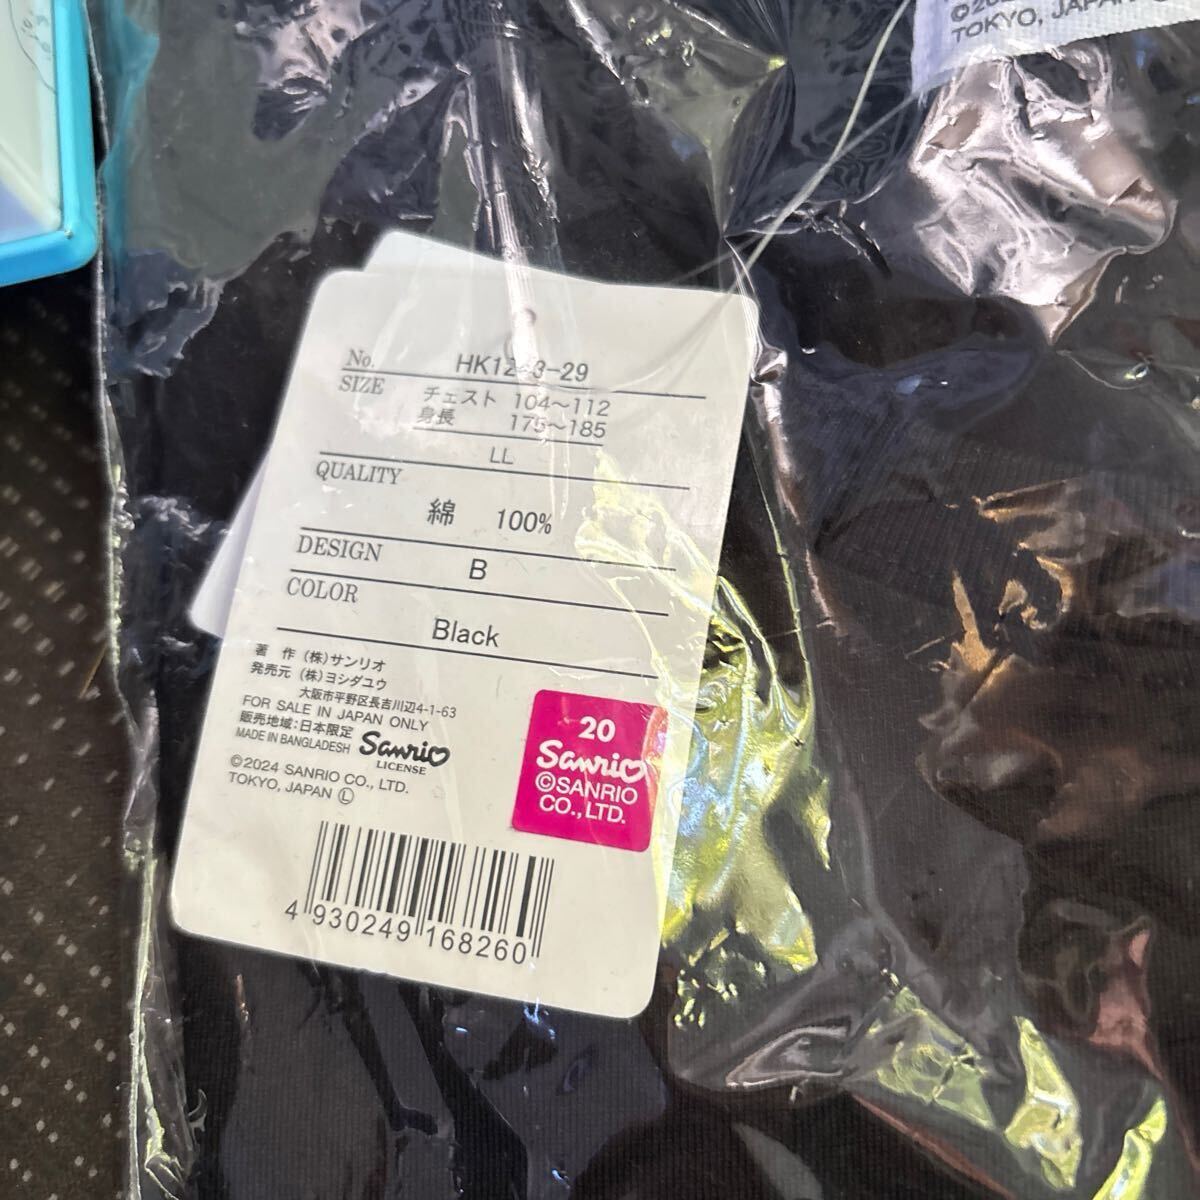 ©20
TOKYO, JAPAN
No.
SIZE チェスト 104～112
身長 175～185
LL
QUALITY
綿 100%
DESIGN
B
COLOR
Black
著 作 (株)サンリオ
発売元 (株)ヨシダユウ
大阪市平野区長吉川辺4-1-63
FOR SALE IN JAPAN ONLY
販売地域:日本限定
MADE IN BANGLADESH Sanrio
LICENSE
©2024 SANRIO CO., LTD.
TOKYO, JAPAN Ⓛ
20
Sanrio
©SANRIO
CO.,LTD.
4 930249 168260